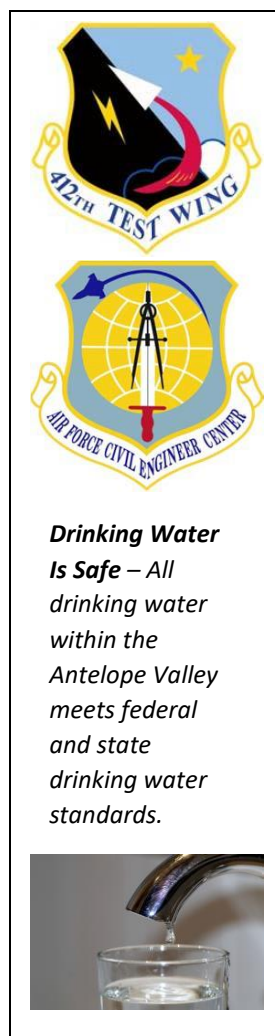 412TH TEST WING
AIR FORCE CIVIL ENGINEER CENTER
Drinking Water
Is Safe – All
drinking water
within the
Antelope Valley
meets federal
and state
drinking water
standards.